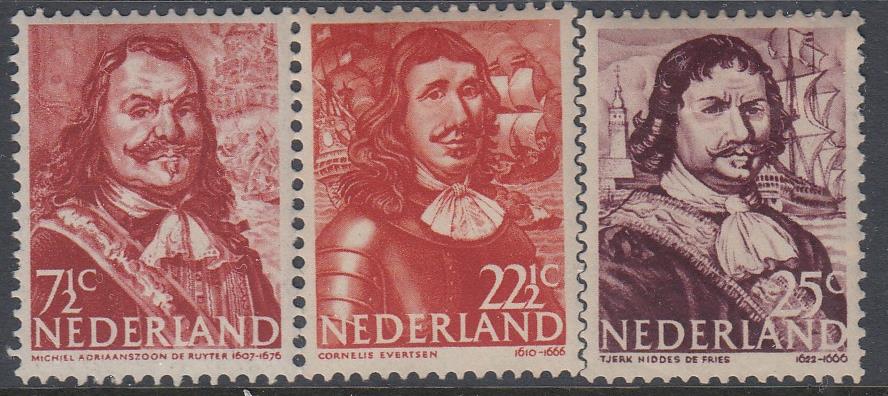 7½C
NEDERLAND
MICHIEL ADRIAANSZOON DE RUYTER 1607-1676
22½C
NEDERLAND
CORNELIS EVERTSEN 1610-1666
25C
NEDERLAND
TJERK HIDDES DE FRIES 1622-1666